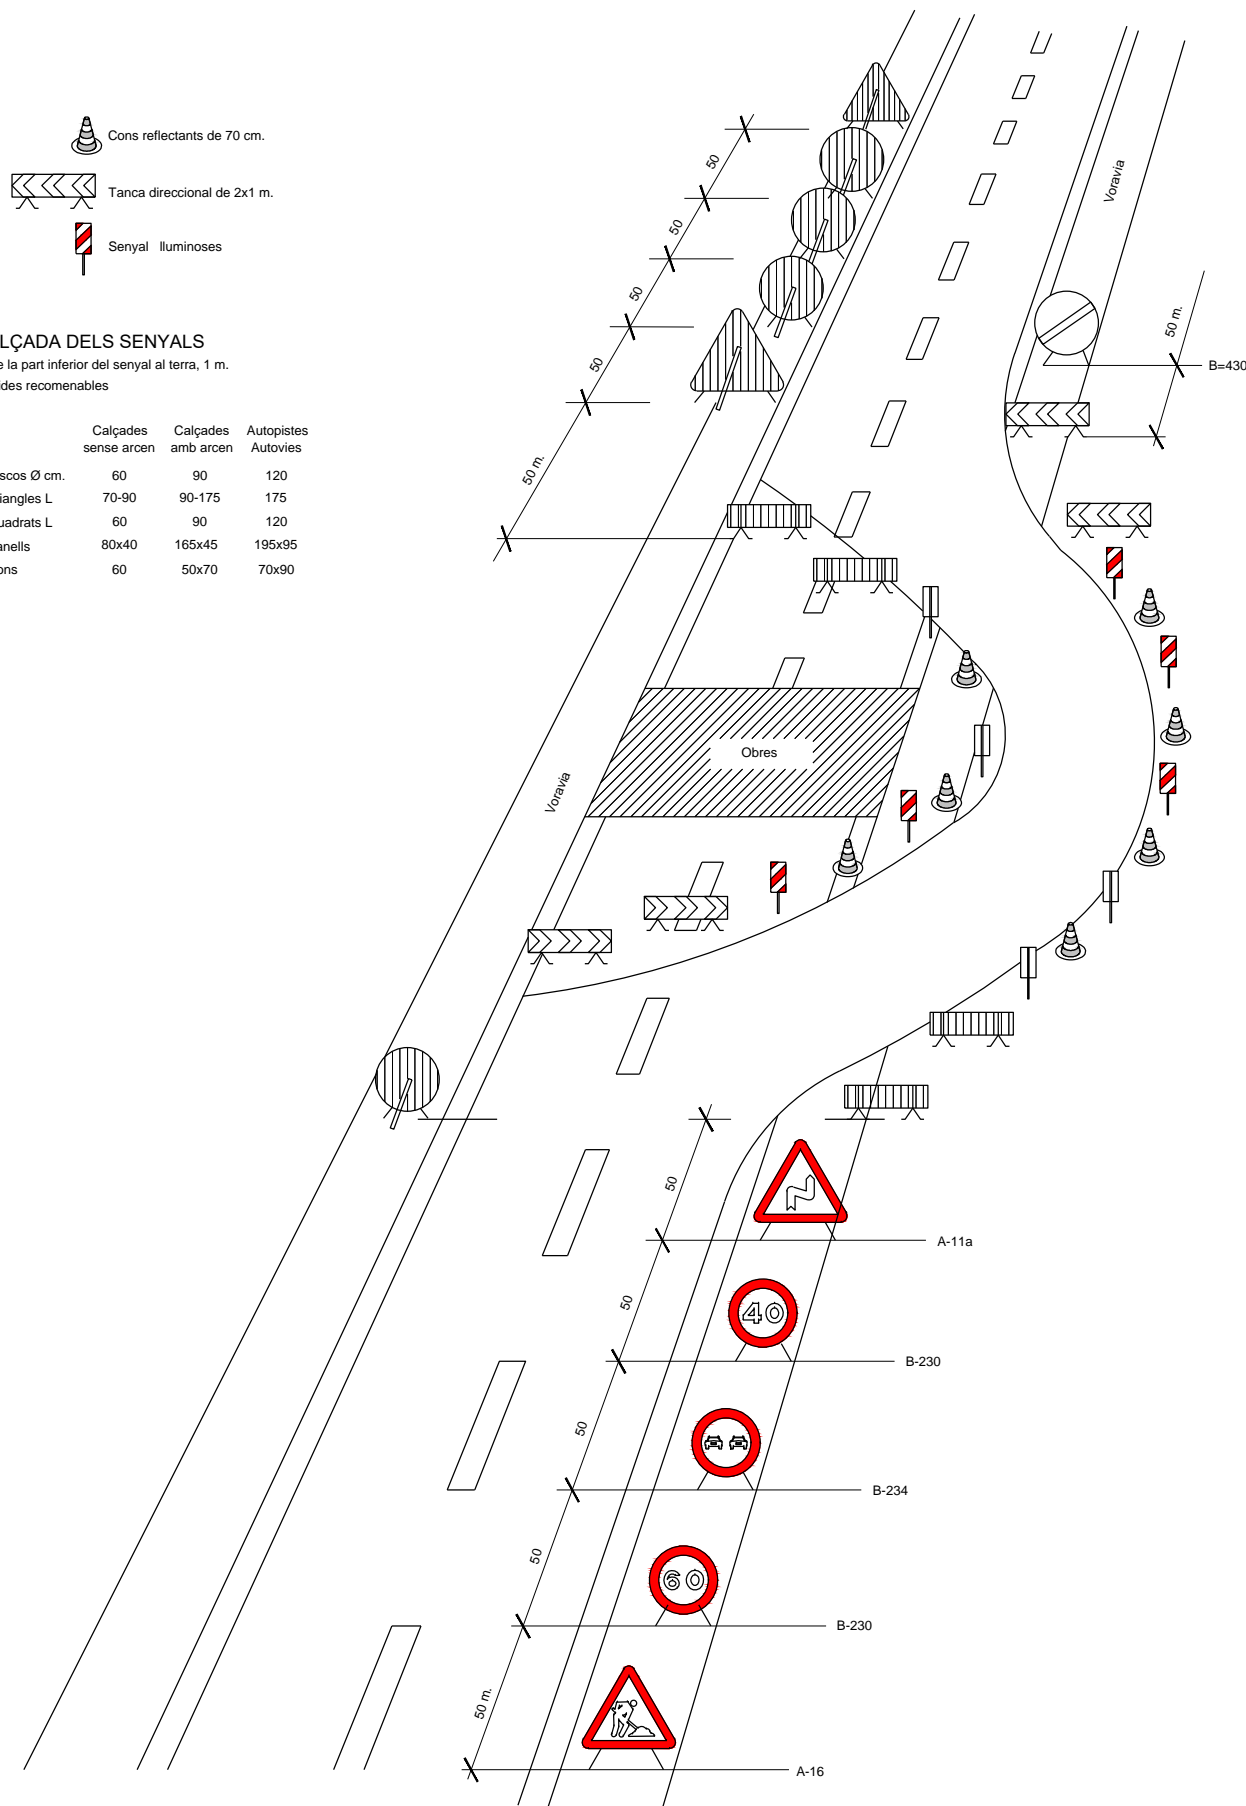 Cons reflectants de 70 cm.
Tanca direccional de 2x1 m.
Senyal lluminoses
LÇADA DELS SENYALS
e la part inferior del senyal al terra, 1 m.
ides recomenables
Calçades sense arcen
Calçades amb arcen
Autopistes Autovies
scos Ø cm. 60 90 120
iangles L 70-90 90-175 175
uadrats L 60 90 120
anells 80x40 165x45 195x95
ons 60 50x70 70x90
50
50
50
50
50 m.
Voravia
50 m.
B=430
Obres
Voravia
50
A-11a
40
50
B-230
50
B-234
50
60
B-230
50 m.
A-16